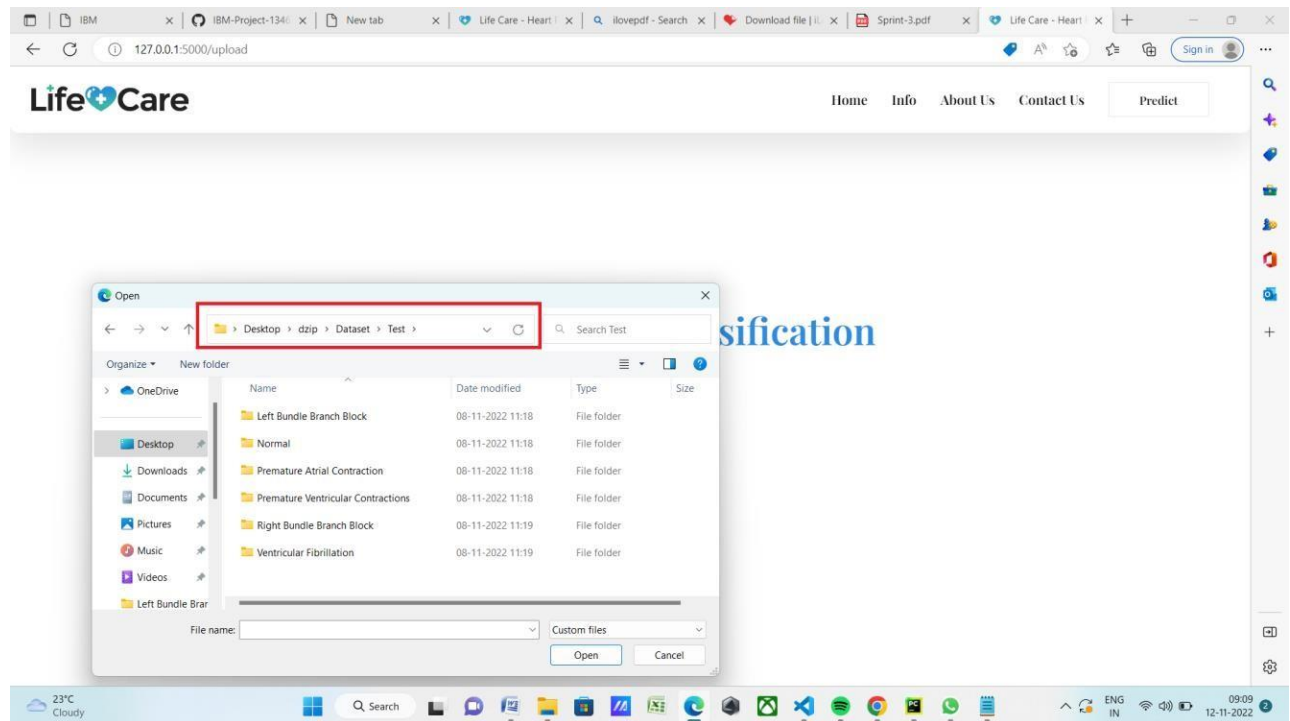 IBM
IBM-Project-1346
New tab
Life Care - Heart
ilovepdf - Search
Download file | iL
Sprint-3.pdf
Life Care - Heart
127.0.0.1:5000/upload
Sign in
Life Care
Home
Info
About Us
Contact Us
Predict
Open
Desktop > dzip > Dataset > Test >
Search Test
sification
Organize
New folder
Name
Date modified
Type
Size
OneDrive
Left Bundle Branch Block 08-11-2022 11:18 File folder
Desktop
Normal 08-11-2022 11:18 File folder
Downloads
Premature Atrial Contraction 08-11-2022 11:18 File folder
Documents
Premature Ventricular Contractions 08-11-2022 11:18 File folder
Pictures
Right Bundle Branch Block 08-11-2022 11:19 File folder
Music
Ventricular Fibrillation 08-11-2022 11:19 File folder
Videos
Left Bundle Brar
File name:
Custom files
Open
Cancel
23°C
Cloudy
Search
ENG
IN
09:09
12-11-2022
2